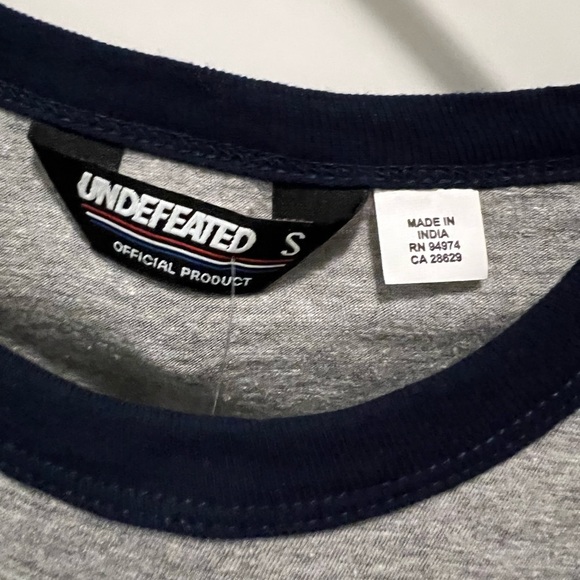 UNDEFEATED
S
OFFICIAL PRODUCT
MADE IN
INDIA
RN 94974
CA 28629